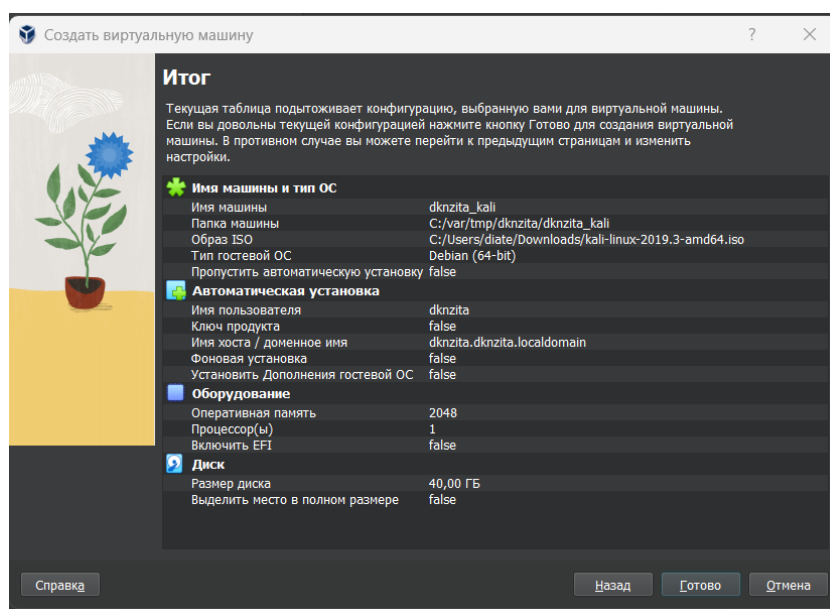 Создать виртуальную машину
?
Итог
Текущая таблица подытоживает конфигурацию, выбранную вами для виртуальной машины.
Если вы довольны текущей конфигурацией нажмите кнопку Готово для создания виртуальной
машины. В противном случае вы можете перейти к предыдущим страницам и изменить
настройки.
Имя машины и тип ОС
Имя машины dknzita_kali
Папка машины C:/var/tmp/dknzita/dknzita_kali
Образ ISO C:/Users/diate/Downloads/kali-linux-2019.3-amd64.iso
Тип гостевой ОС Debian (64-bit)
Пропустить автоматическую установку false
Автоматическая установка
Имя пользователя dknzita
Ключ продукта false
Имя хоста / доменное имя dknzita.dknzita.localdomain
Фоновая установка false
Установить Дополнения гостевой ОС false
Оборудование
Оперативная память 2048
Процессор(ы) 1
Включить EFI false
Диск
Размер диска 40,00 ГБ
Выделить место в полном размере false
Справка Назад Готово Отмена